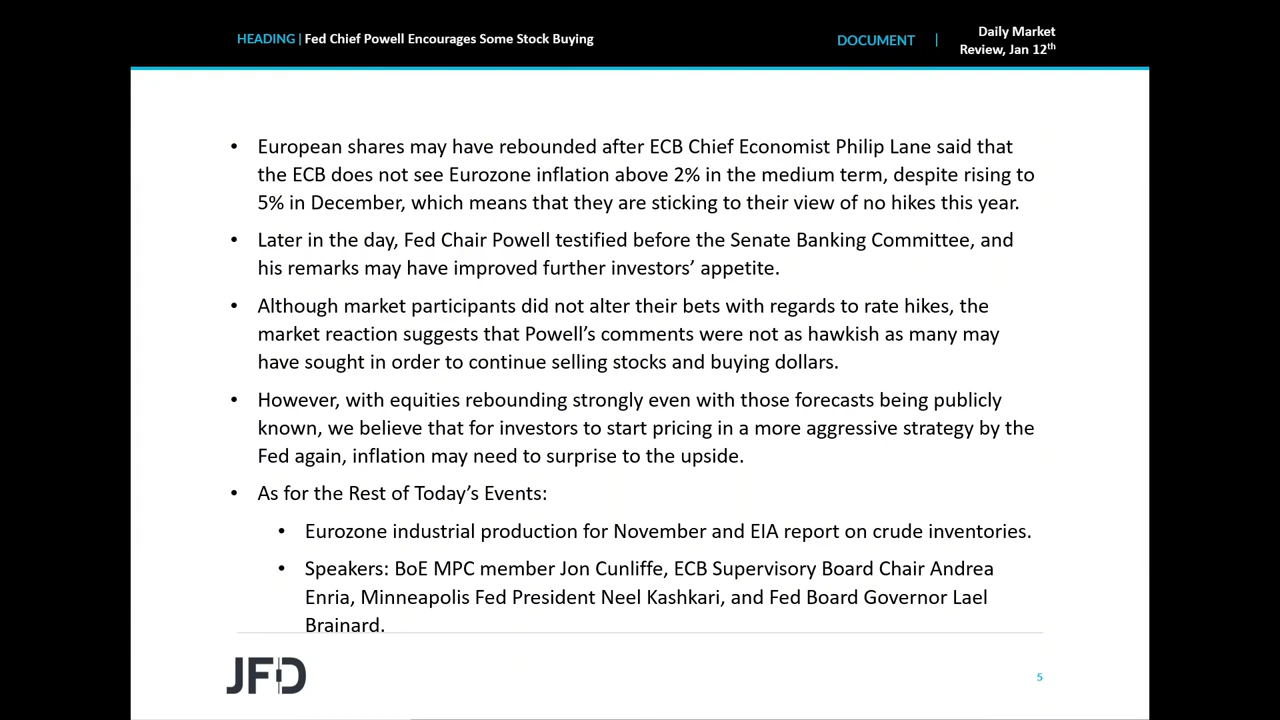 HEADING | Fed Chief Powell Encourages Some Stock Buying
DOCUMENT |
Daily Market
Review, Jan 12th
• European shares may have rebounded after ECB Chief Economist Philip Lane said that
the ECB does not see Eurozone inflation above 2% in the medium term, despite rising to
5% in December, which means that they are sticking to their view of no hikes this year.
• Later in the day, Fed Chair Powell testified before the Senate Banking Committee, and
his remarks may have improved further investors’ appetite.
• Although market participants did not alter their bets with regards to rate hikes, the
market reaction suggests that Powell’s comments were not as hawkish as many may
have sought in order to continue selling stocks and buying dollars.
• However, with equities rebounding strongly even with those forecasts being publicly
known, we believe that for investors to start pricing in a more aggressive strategy by the
Fed again, inflation may need to surprise to the upside.
• As for the Rest of Today’s Events:
• Eurozone industrial production for November and EIA report on crude inventories.
• Speakers: BoE MPC member Jon Cunliffe, ECB Supervisory Board Chair Andrea
Enria, Minneapolis Fed President Neel Kashkari, and Fed Board Governor Lael
Brainard.
JFD
5